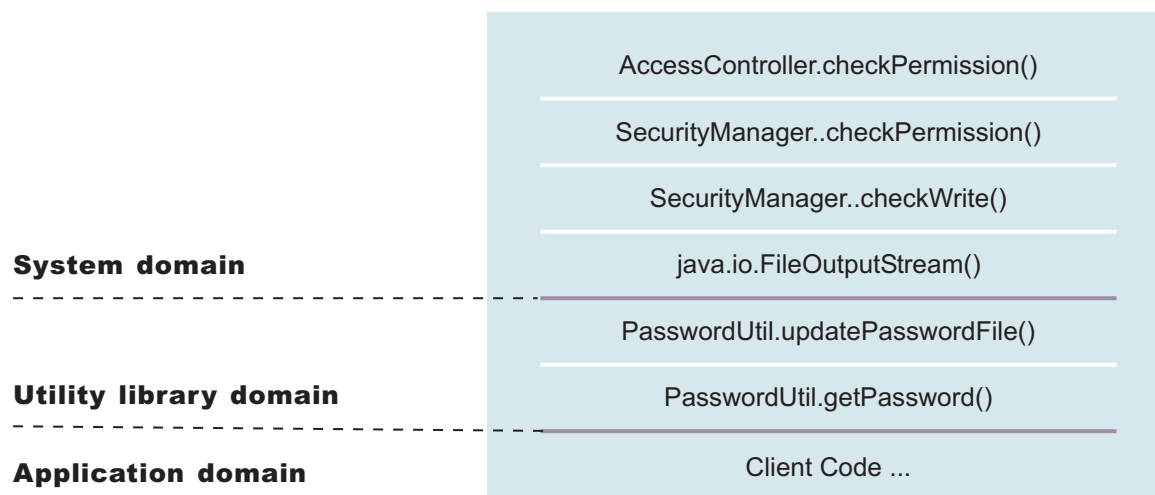 AccessController.checkPermission()
SecurityManager..checkPermission()
SecurityManager..checkWrite()
System domain
java.io.FileOutputStream()
PasswordUtil.updatePasswordFile()
Utility library domain
PasswordUtil.getPassword()
Application domain
Client Code ...